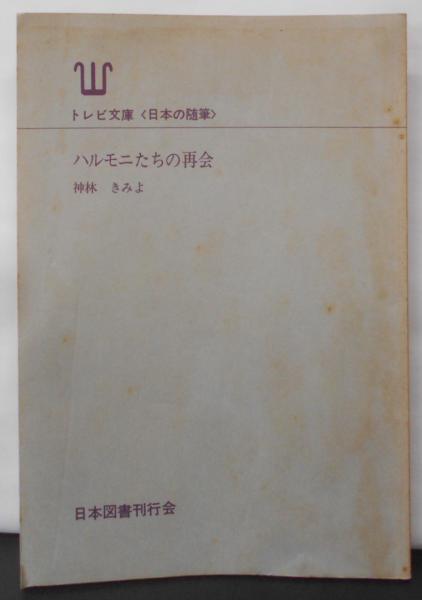 トレビ文庫〈日本の随筆〉
ハルモニたちの再会
神林 きみよ
日本図書刊行会